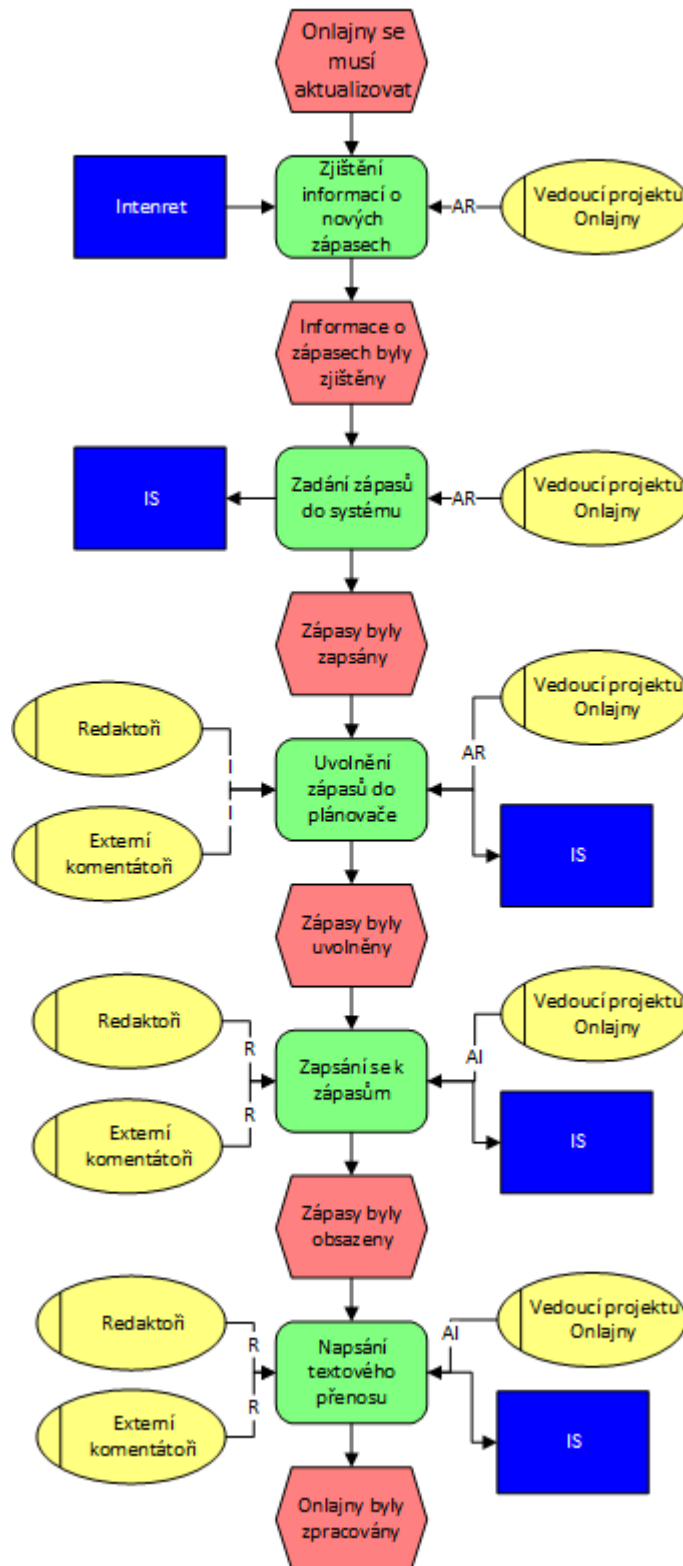 Onlajny se
musí
aktualizovat
Intenret
Zjištění
informací o
nových
zápasech
AR
Vedoucí projektu
Onlajny
Informace o
zápasech byly
zjištěny
IS
Zadání zápasů
do systému
AR
Vedoucí projektu
Onlajny
Zápasy byly
zapsány
Vedoucí projektu
Onlajny
Redaktoři
I
AR
Uvolnění
zápasů do
plánovače
I
Externí
komentátoři
IS
Zápasy byly
uvolněny
Vedoucí projektu
Onlajny
Redaktoři
R
AI
Zapsání se k
zápasům
R
Externí
komentátoři
IS
Zápasy byly
obsazeny
Redaktoři
Vedoucí projektu
Onlajny
R
AI
Napsání
textového
přenosu
R
Externí
komentátoři
IS
Onlajny byly
zpracovány